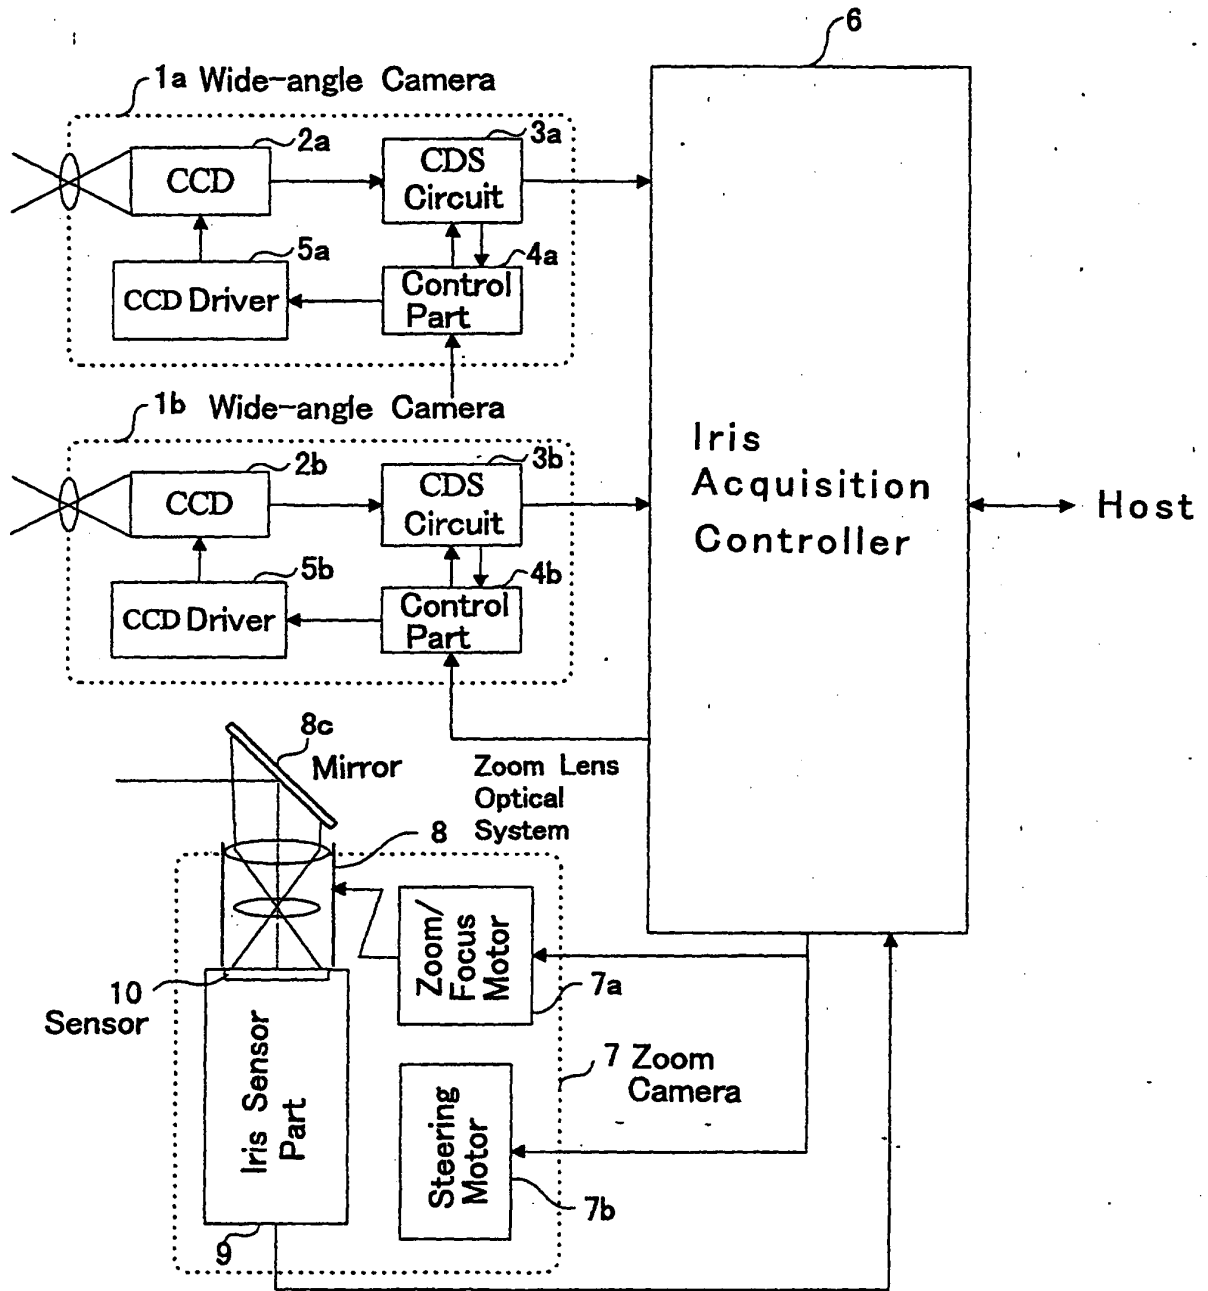 6
1a Wide-angle Camera
2a
3a
CCD
CDS
Circuit
5a
4a
CCD Driver
Control
Part
1b Wide-angle Camera
2b
3b
CCD
CDS
Circuit
5b
4b
CCD Driver
Control
Part
Iris
Acquisition
Controller
Host
8c
Mirror
Zoom Lens
Optical
System
8
Zoom/
Focus
Motor
7a
10
Sensor
Iris Sensor
Part
7 Zoom
Camera
Steering
Motor
7b
9